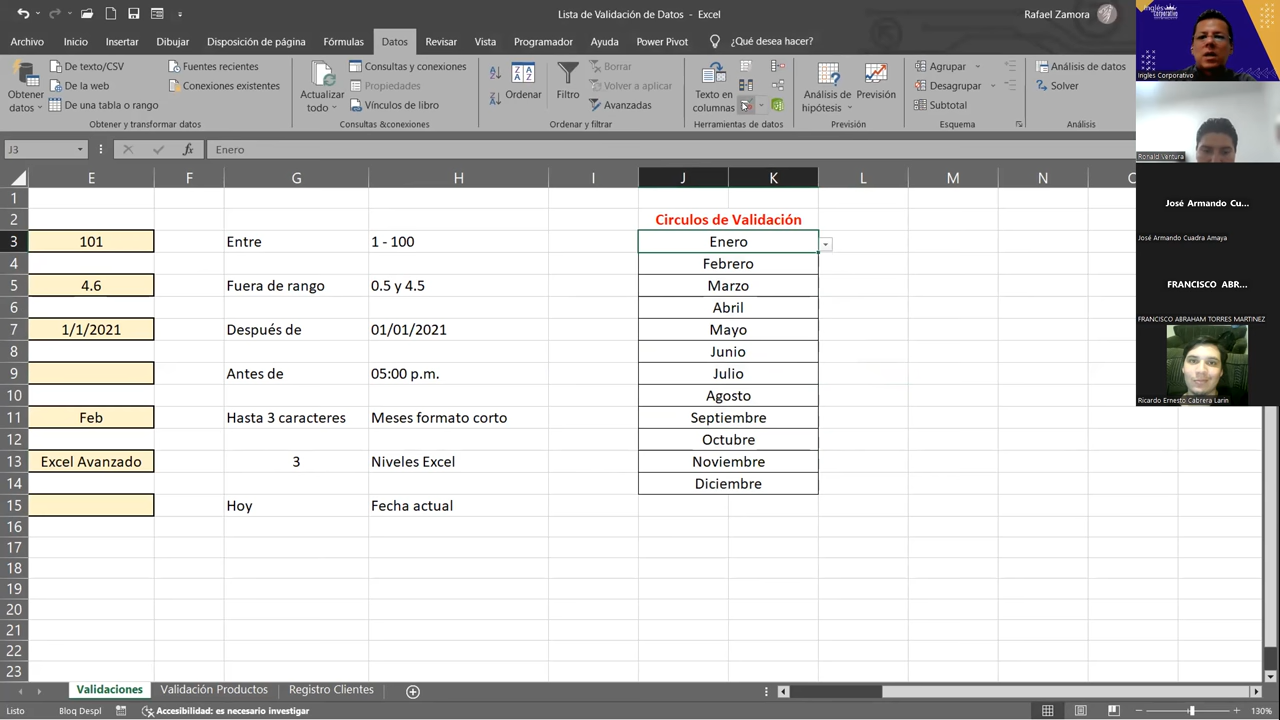 Lista de Validación de Datos - Excel
Rafael Zamora
Archivo Inicio Insertar Dibujar Disposición de página Fórmulas Datos Revisar Vista Programador Ayuda Power Pivot ¿Qué desea hacer?
Obtener datos
De texto/CSV
De la web
De una tabla o rango
Fuentes recientes
Conexiones existentes
Obtener y transformar datos
Actualizar todo
Consultas y conexiones
Propiedades
Vínculos de libro
Consultas &conexiones
Ordenar
Filtro
Borrar
Volver a aplicar
Avanzadas
Ordenar y filtrar
Texto en columnas
Herramientas de datos
Análisis de hipótesis
Previsión
Previsión
Agrupar
Desagrupar
Subtotal
Esquema
Análisis de datos
Solver
Análisis
J3
fx
Enero
E F G H I J K L M N
1
2 Circulos de Validación
3 101 Entre 1 - 100 Enero
4 Febrero
5 4.6 Fuera de rango 0.5 y 4.5 Marzo
6 Abril
7 1/1/2021 Después de 01/01/2021 Mayo
8 Junio
9 Antes de 05:00 p.m. Julio
10 Agosto
11 Feb Hasta 3 caracteres Meses formato corto Septiembre
12 Octubre
13 Excel Avanzado 3 Niveles Excel Noviembre
14 Diciembre
15 Hoy Fecha actual
16
17
18
19
20
21
22
23
Validaciones Validación Productos Registro Clientes
Listo Bloq Despl Accesibilidad: es necesario investigar
130%
Inglés
corporativo
Ingles Corporativo
Ronald Ventura
José Armando Cu...
José Armando Cuadra Amaya
FRANCISCO ABR...
FRANCISCO ABRAHAM TORRES MARTINEZ
Ricardo Ernesto Cabrera Larin